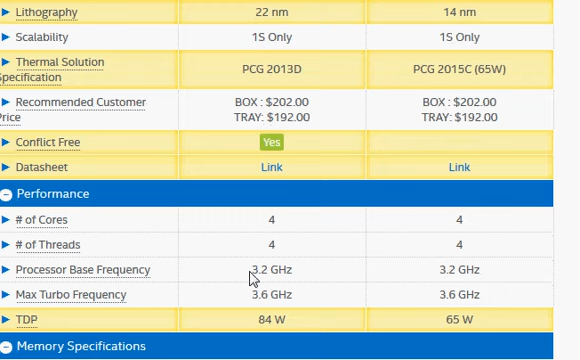 Lithography 22 nm 14 nm
Scalability 1S Only 1S Only
Thermal Solution
Specification PCG 2013D PCG 2015C (65W)
Recommended Customer BOX : $202.00 BOX : $202.00
Price TRAY: $192.00 TRAY: $192.00
Conflict Free Yes
Datasheet Link Link
Performance
# of Cores 4 4
# of Threads 4 4
Processor Base Frequency 3.2 GHz 3.2 GHz
Max Turbo Frequency 3.6 GHz 3.6 GHz
TDP 84 W 65 W
Memory Specifications